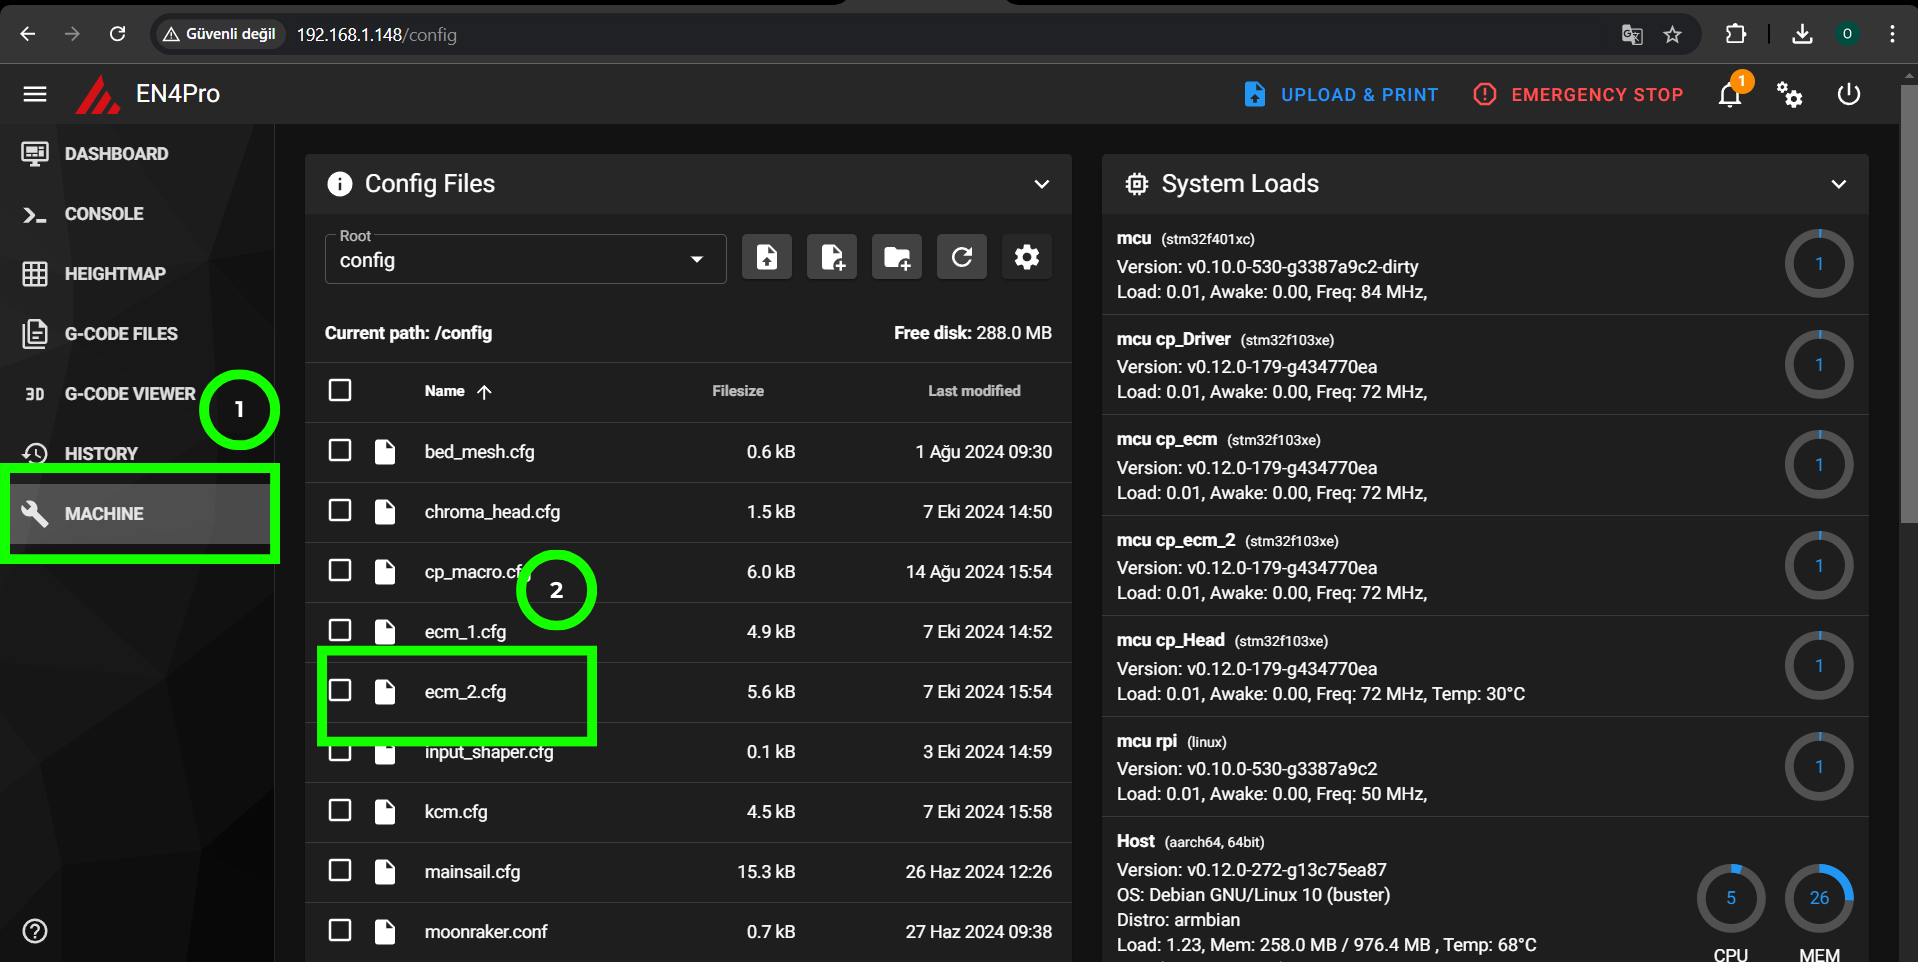 Güvenli değil
192.168.1.148/config
O
EN4Pro
UPLOAD & PRINT
EMERGENCY STOP
1
DASHBOARD
CONSOLE
HEIGHTMAP
G-CODE FILES
3D G-CODE VIEWER
1
HISTORY
MACHINE
Config Files
Root
config
Current path: /config
Free disk: 288.0 MB
Name Filesize Last modified
bed_mesh.cfg 0.6 kB 1 Ağu 2024 09:30
chroma_head.cfg 1.5 kB 7 Eki 2024 14:50
cp_macro.cfg 6.0 kB 14 Ağu 2024 15:54
2
ecm_1.cfg 4.9 kB 7 Eki 2024 14:52
ecm_2.cfg 5.6 kB 7 Eki 2024 15:54
input_shaper.cfg 0.1 kB 3 Eki 2024 14:59
kcm.cfg 4.5 kB 7 Eki 2024 15:58
mainsail.cfg 15.3 kB 26 Haz 2024 12:26
moonraker.conf 0.7 kB 27 Haz 2024 09:38
System Loads
mcu (stm32f401xc)
Version: v0.10.0-530-g3387a9c2-dirty
Load: 0.01, Awake: 0.00, Freq: 84 MHz,
1
mcu cp_Driver (stm32f103xe)
Version: v0.12.0-179-g434770ea
Load: 0.01, Awake: 0.00, Freq: 72 MHz,
1
mcu cp_ecm (stm32f103xe)
Version: v0.12.0-179-g434770ea
Load: 0.01, Awake: 0.00, Freq: 72 MHz,
1
mcu cp_ecm_2 (stm32f103xe)
Version: v0.12.0-179-g434770ea
Load: 0.01, Awake: 0.00, Freq: 72 MHz,
1
mcu cp_Head (stm32f103xe)
Version: v0.12.0-179-g434770ea
Load: 0.01, Awake: 0.00, Freq: 72 MHz, Temp: 30°C
1
mcu rpi (linux)
Version: v0.10.0-530-g3387a9c2
Load: 0.01, Awake: 0.00, Freq: 50 MHz,
1
Host (aarch64, 64bit)
Version: v0.12.0-272-g13c75ea87
OS: Debian GNU/Linux 10 (buster)
Distro: armbian
Load: 1.23, Mem: 258.0 MB / 976.4 MB , Temp: 68°C
5
CPU
26
MEM